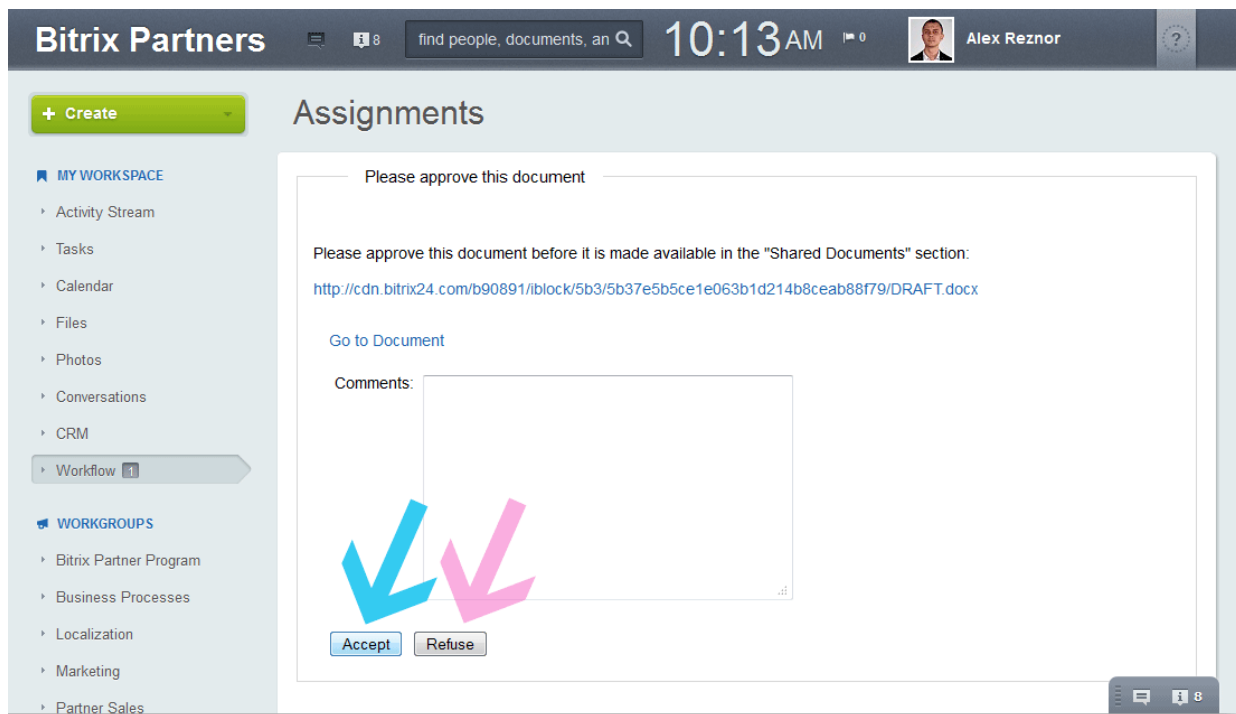 Bitrix Partners
8
find people, documents, an
10:13 AM
0
Alex Reznor
?
+ Create
Assignments
MY WORKSPACE
Activity Stream
Tasks
Calendar
Files
Photos
Conversations
CRM
Workflow 1
WORKGROUPS
Bitrix Partner Program
Business Processes
Localization
Marketing
Partner Sales
Please approve this document
Please approve this document before it is made available in the "Shared Documents" section:
http://cdn.bitrix24.com/b90891/iblock/5b3/5b37e5b5ce1e063b1d214b8ceab88f79/DRAFT.docx
Go to Document
Comments:
Accept Refuse
8